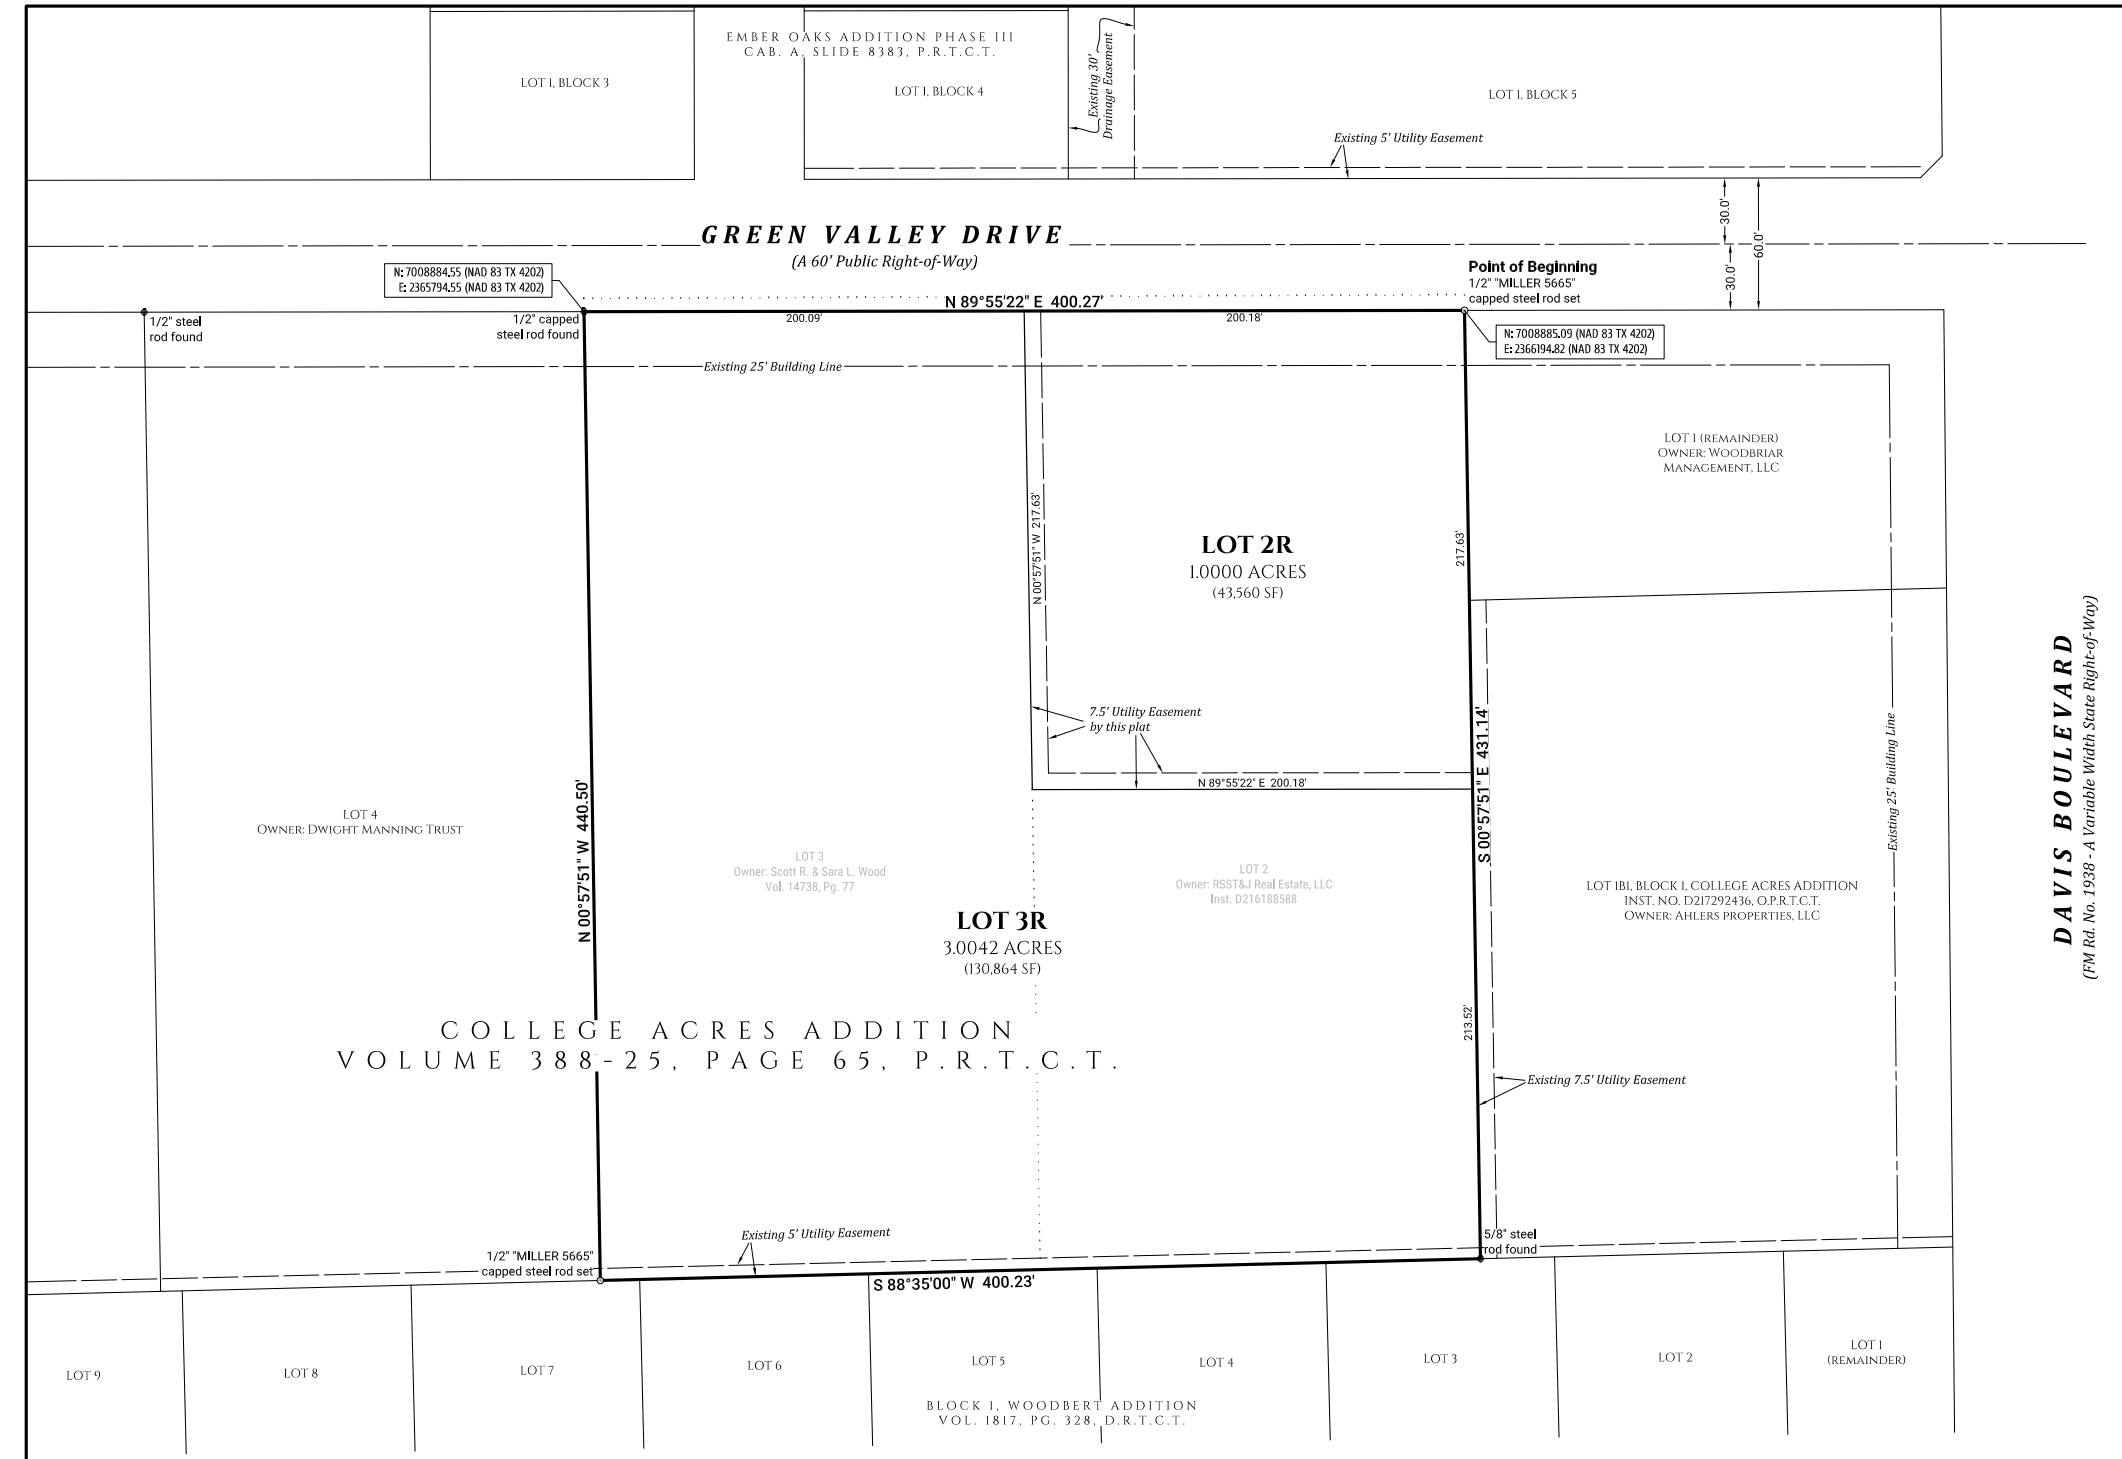 EMBER OAKS ADDITION PHASE III
CAB. A, SLIDE 8383, P.R.T.C.T.
LOT 1, BLOCK 3
LOT 1, BLOCK 4
Existing 30'
Drainage Easement
LOT 1, BLOCK 5
Existing 5' Utility Easement
GREEN VALLEY DRIVE
(A 60' Public Right-of-Way)
30.0'
30.0'
60.0'
N: 7008884.55 (NAD 83 TX 4202)
E: 2365794.55 (NAD 83 TX 4202)
Point of Beginning
1/2" "MILLER 5665"
capped steel rod set
N 89°55'22" E 400.27'
200.09'
200.18'
1/2" steel
rod found
1/2" capped
steel rod found
N: 7008885.09 (NAD 83 TX 4202)
E: 2366194.82 (NAD 83 TX 4202)
Existing 25' Building Line
LOT 1 (REMAINDER)
OWNER: WOODBRIAR
MANAGEMENT, LLC
N 00°57'51" W 217.63'
LOT 2R
1.0000 ACRES
(43,560 SF)
217.63'
7.5' Utility Easement
by this plat
N 89°55'22" E 200.18'
S 00°57'51" E 431.14'
Existing 25' Building Line
DAVIS BOULEVARD
(FM Rd. No. 1938 - A Variable Width State Right-of-Way)
LOT 4
OWNER: DWIGHT MANNING TRUST
N 00°57'51" W 440.50'
LOT 3
Owner: Scott R. & Sara L. Wood
Vol. 14738, Pg. 77
LOT 2
Owner: RSST&J Real Estate, LLC
Inst. D216188588
LOT 1B1, BLOCK 1, COLLEGE ACRES ADDITION
INST. NO. D217292436, O.P.R.T.C.T.
OWNER: AHLERS PROPERTIES, LLC
LOT 3R
3.0042 ACRES
(130,864 SF)
213.52'
COLLEGE ACRES ADDITION
VOLUME 388-25, PAGE 65, P.R.T.C.T.
Existing 7.5' Utility Easement
Existing 5' Utility Easement
1/2" "MILLER 5665"
capped steel rod set
5/8" steel
rod found
S 88°35'00" W 400.23'
LOT 9
LOT 8
LOT 7
LOT 6
LOT 5
LOT 4
LOT 3
LOT 2
LOT 1
(REMAINDER)
BLOCK 1, WOODBERT ADDITION
VOL. 1817, PG. 328, D.R.T.C.T.